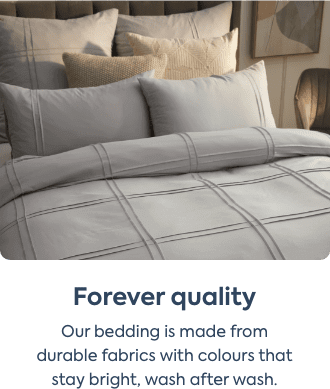 Forever quality
Our bedding is made from
durable fabrics with colours that
stay bright, wash after wash.